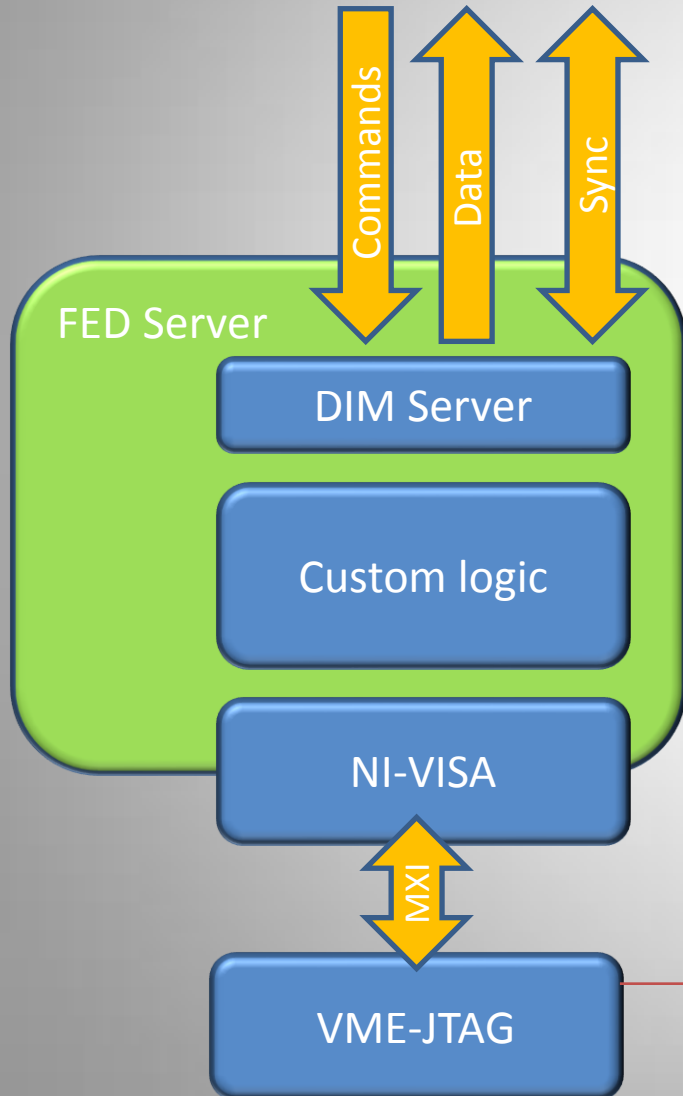 Commands
Data
Sync
FED Server
DIM Server
Custom logic
NI-VISA
MXI
VME-JTAG